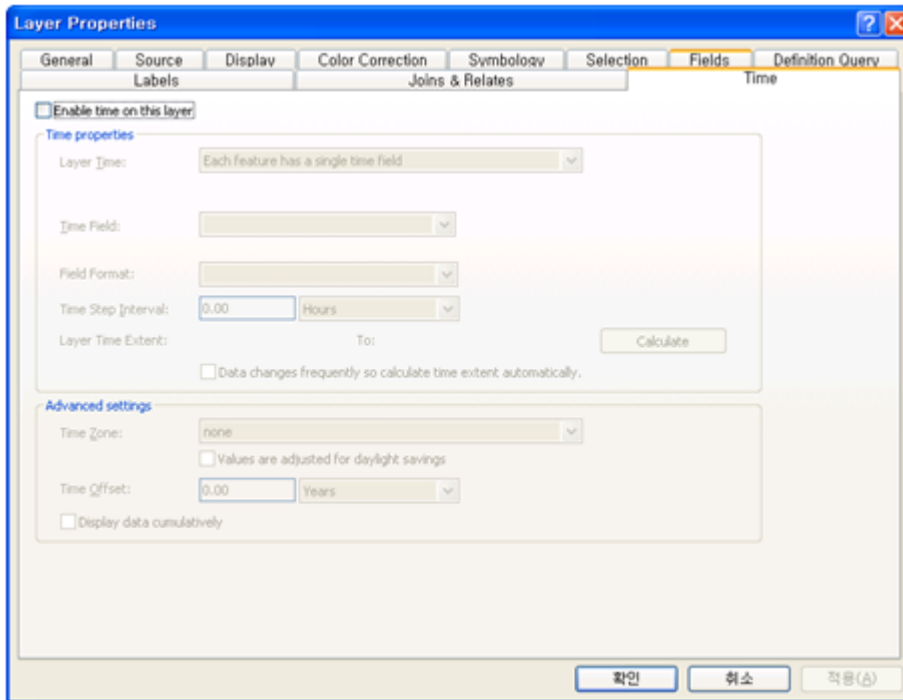 Layer Properties
General Source Display Color Correction Symbology Selection Fields Definition Query
Labels Joins & Relates Time
Enable time on this layer
Time properties
Layer Time: Each feature has a single time field
Time Field:
Field Format:
Time Step Interval: 0.00 Hours
Layer Time Extent: To: Calculate
Data changes frequently so calculate time extent automatically.
Advanced settings
Time Zone: none
Values are adjusted for daylight savings
Time Offset: 0.00 Years
Display data cumulatively
확인 취소 적용(A)